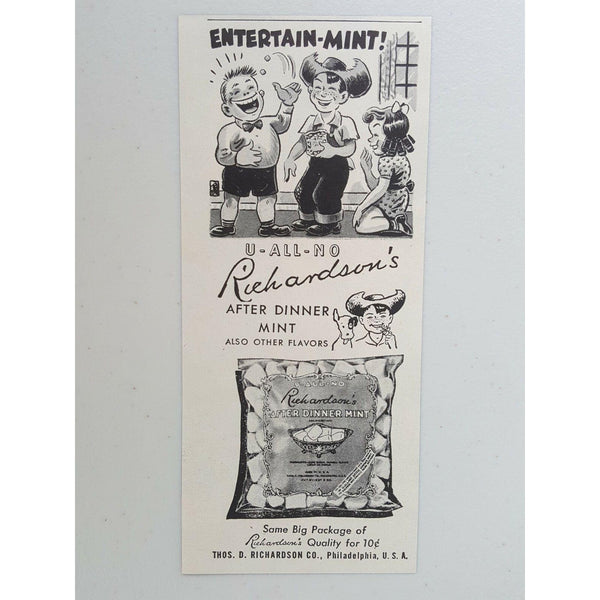 ENTERTAIN-MINT!
U-ALL-NO
Richardson's
AFTER DINNER
MINT
ALSO OTHER FLAVORS
U-ALL-NO
Richardson's
AFTER DINNER MINT
Same Big Package of
Richardson's Quality for 10¢
THOS. D. RICHARDSON CO., Philadelphia, U. S. A.